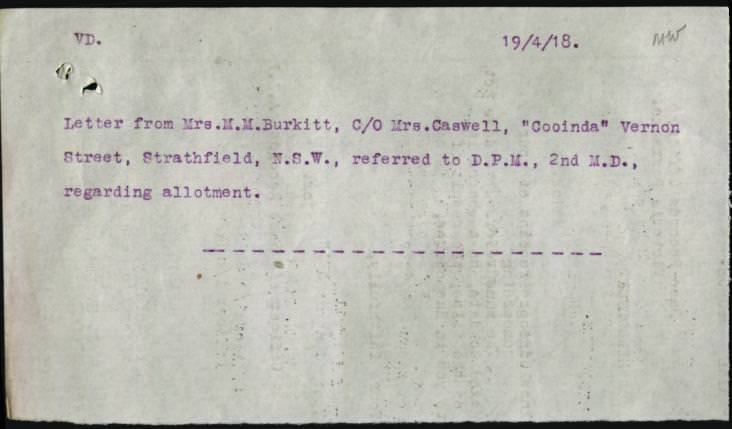 VD. 19/4/18. MW
Letter from Mrs.M.M.Burkitt, C/O Mrs.Caswell, "Cooinda" Vernon
Street, Strathfield, N.S.W., referred to D.P.M., 2nd M.D.,
regarding allotment.